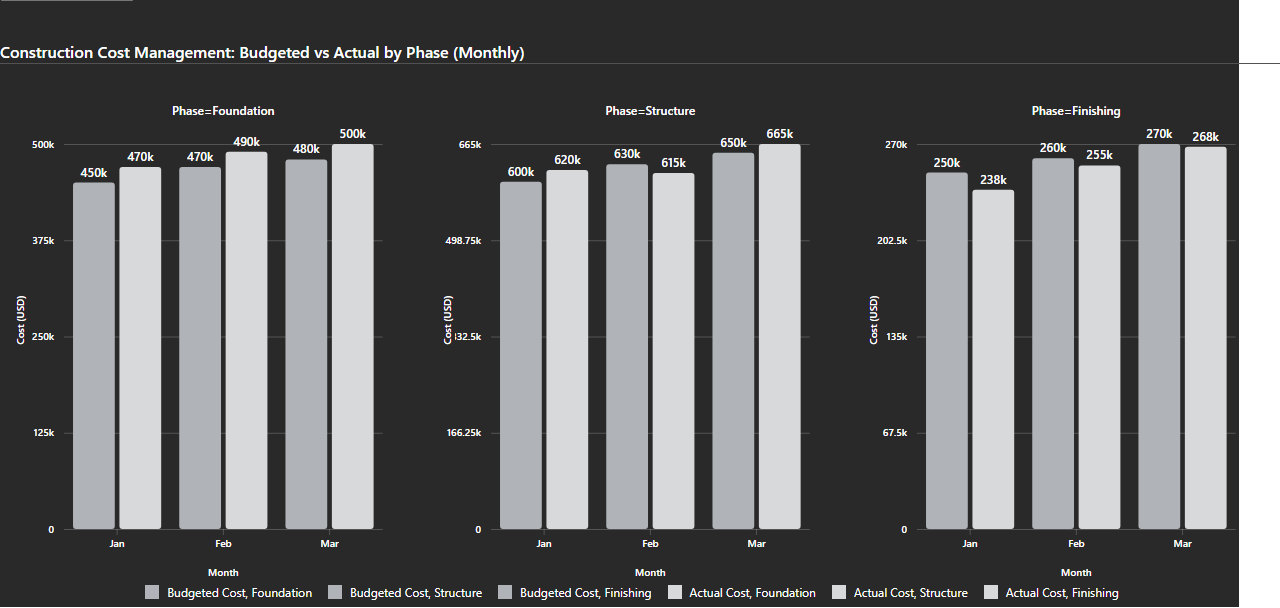 Construction Cost Management: Budgeted vs Actual by Phase (Monthly)
Phase=Foundation
500k
375k
250k
125k
0
Cost (USD)
450k
470k
470k
490k
480k
500k
Jan
Feb
Mar
Month
Phase=Structure
665k
498.75k
332.5k
166.25k
0
Cost (USD)
600k
620k
630k
615k
650k
665k
Jan
Feb
Mar
Month
Phase=Finishing
270k
202.5k
135k
67.5k
0
Cost (USD)
250k
238k
260k
255k
270k
268k
Jan
Feb
Mar
Month
Budgeted Cost, Foundation
Budgeted Cost, Structure
Budgeted Cost, Finishing
Actual Cost, Foundation
Actual Cost, Structure
Actual Cost, Finishing